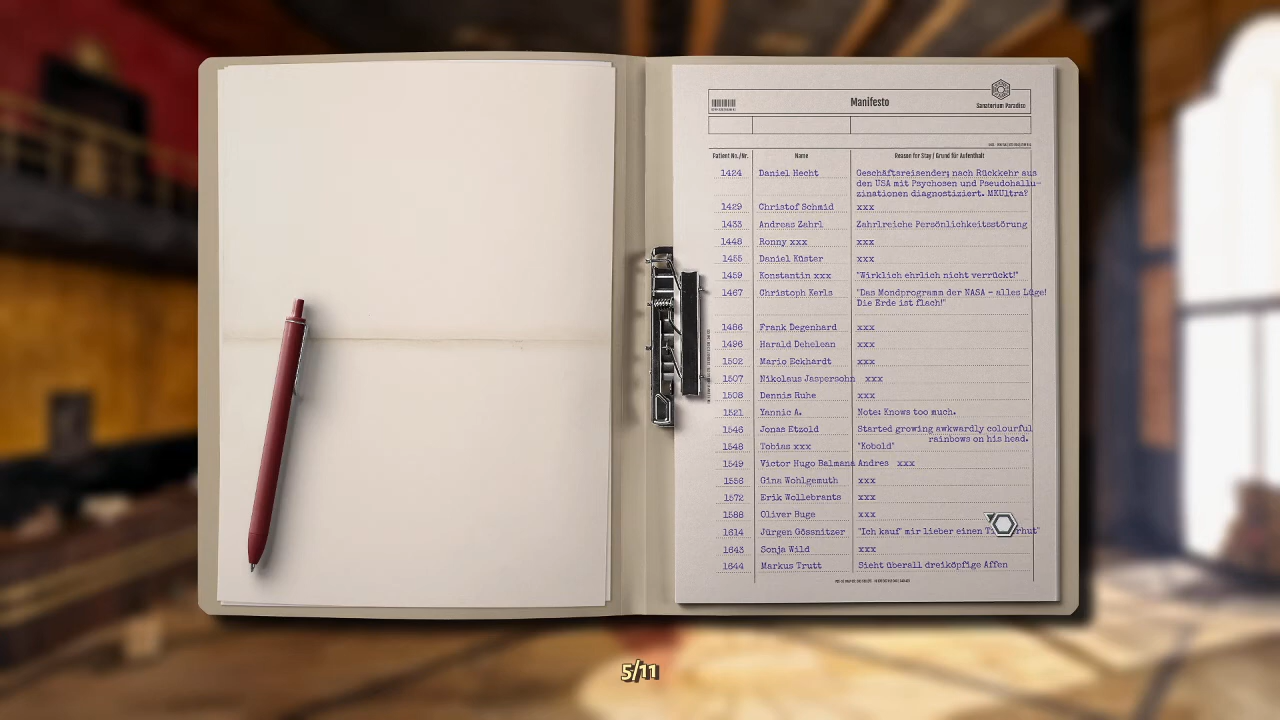 Manifesto
Sanatorium Paradiso
Patient No./Nr. Name Reason for Stay / Grund für Aufenthalt
1424 Daniel Hecht Geschäftsreisender; nach Rückkehr aus
den USA mit Psychosen und Pseudohallu-
zinationen diagnostiziert. MKUltra?
1429 Christof Schmid xxx
1433 Andreas Zahrl Zahrlreiche Persönlichkeitsstörung
1448 Ronny xxx xxx
1455 Daniel Küster xxx
1459 Konstantin xxx "Wirklich ehrlich nicht verrückt!"
1467 Christoph Kerls "Das Mondprogramm der NASA - alles Lüge!
Die Erde ist flach!"
1486 Frank Degenhard xxx
1496 Harald Dehelean xxx
1502 Mario Eckhardt xxx
1507 Nikolaus Jaspersohn xxx
1508 Dennis Ruhe xxx
1521 Yannic A. Note: Knows too much.
1546 Jonas Etzold Started growing awkwardly colourful
rainbows on his head.
1548 Tobias xxx "Kobold"
1549 Victor Hugo Balmana Andres xxx
1556 Gina Wohlgemuth xxx
1572 Erik Wollebrants xxx
1588 Oliver Huge xxx
1614 Jürgen Gössnitzer "Ich kauf' mir lieber einen
1643 Sonja Wild xxx
1644 Markus Trutt Sieht überall dreiköpfige Affen
5/11